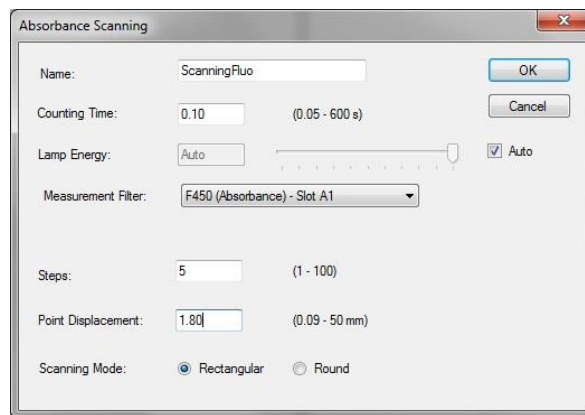 Absorbance Scanning
Name: ScanningFluo OK
Counting Time: 0.10 (0.05 - 600 s) Cancel
Lamp Energy: Auto Auto
Measurement Filter: F450 (Absorbance) - Slot A1
Steps: 5 (1 - 100)
Point Displacement: 1.80 (0.09 - 50 mm)
Scanning Mode: Rectangular Round